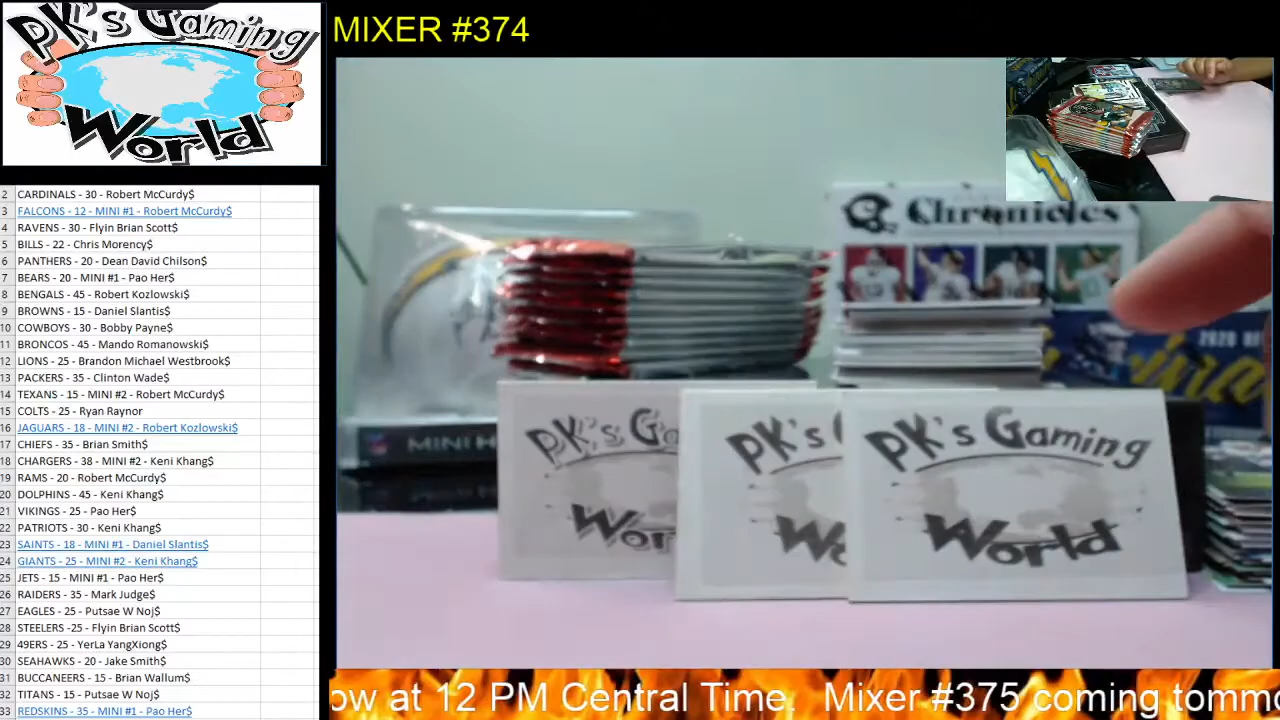 PK's Gaming
World
MIXER #374
2 CARDINALS - 30 - Robert McCurdy$
3 FALCONS - 12 - MINI #1 - Robert McCurdy$
4 RAVENS - 30 - Flyin Brian Scott$
5 BILLS - 22 - Chris Morency$
6 PANTHERS - 20 - Dean David Chilson$
7 BEARS - 20 - MINI #1 - Pao Her$
8 BENGALS - 45 - Robert Kozlowski$
9 BROWNS - 15 - Daniel Slantis$
10 COWBOYS - 30 - Bobby Payne$
11 BRONCOS - 45 - Mando Romanowski$
12 LIONS - 25 - Brandon Michael Westbrook$
13 PACKERS - 35 - Clinton Wade$
14 TEXANS - 15 - MINI #2 - Robert McCurdy$
15 COLTS - 25 - Ryan Raynor
16 JAGUARS - 18 - MINI #2 - Robert Kozlowski$
17 CHIEFS - 35 - Brian Smith$
18 CHARGERS - 38 - MINI #2 - Keni Khang$
19 RAMS - 20 - Robert McCurdy$
20 DOLPHINS - 45 - Keni Khang$
21 VIKINGS - 25 - Pao Her$
22 PATRIOTS - 30 - Keni Khang$
23 SAINTS - 18 - MINI #1 - Daniel Slantis$
24 GIANTS - 25 - MINI #2 - Keni Khang$
25 JETS - 15 - MINI #1 - Pao Her$
26 RAIDERS - 35 - Mark Judge$
27 EAGLES - 25 - Putsae W Noj$
28 STEELERS -25 - Flyin Brian Scott$
29 49ERS - 25 - YerLa YangXiong$
30 SEAHAWKS - 20 - Jake Smith$
31 BUCCANEERS - 15 - Brian Wallum$
32 TITANS - 15 - Putsae W Noj$
33 REDSKINS - 35 - MINI #1 - Pao Her$
Chronicles
2020
MINI H
PK's Ga
Wor
PK's
Wo
PK's Gaming
World
ow at 12 PM Central Time. Mixer #375 coming tommo